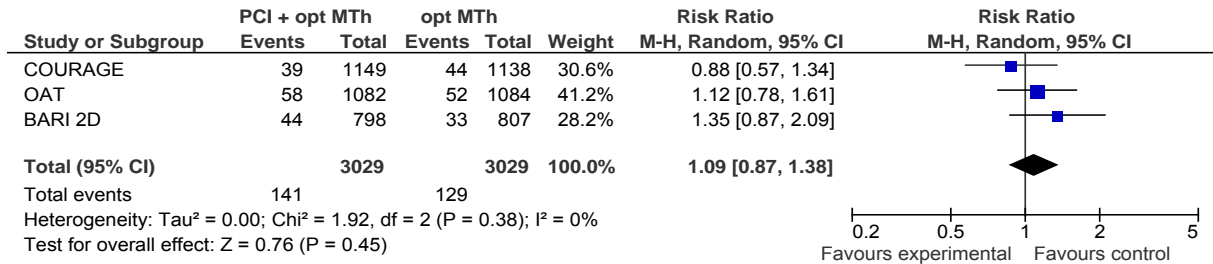 PCI + opt MTh opt MTh Risk Ratio Risk Ratio
Study or Subgroup Events Total Events Total Weight M-H, Random, 95% CI M-H, Random, 95% CI
COURAGE 39 1149 44 1138 30.6% 0.88 [0.57, 1.34]
OAT 58 1082 52 1084 41.2% 1.12 [0.78, 1.61]
BARI 2D 44 798 33 807 28.2% 1.35 [0.87, 2.09]
Total (95% CI) 3029 3029 100.0% 1.09 [0.87, 1.38]
Total events 141 129
Heterogeneity: Tau² = 0.00; Chi² = 1.92, df = 2 (P = 0.38); I² = 0%
Test for overall effect: Z = 0.76 (P = 0.45)
0.2 0.5 1 2 5
Favours experimental Favours control